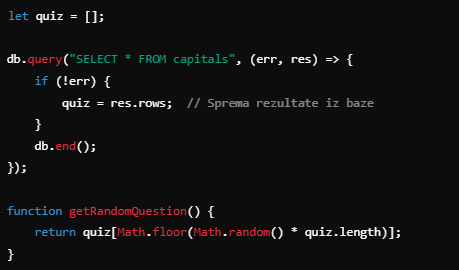 let quiz = [];
db.query("SELECT * FROM capitals", (err, res) => {
if (!err) {
quiz = res.rows;  // Sprema rezultate iz baze
}
db.end();
});
function getRandomQuestion() {
return quiz[Math.floor(Math.random() * quiz.length)];
}